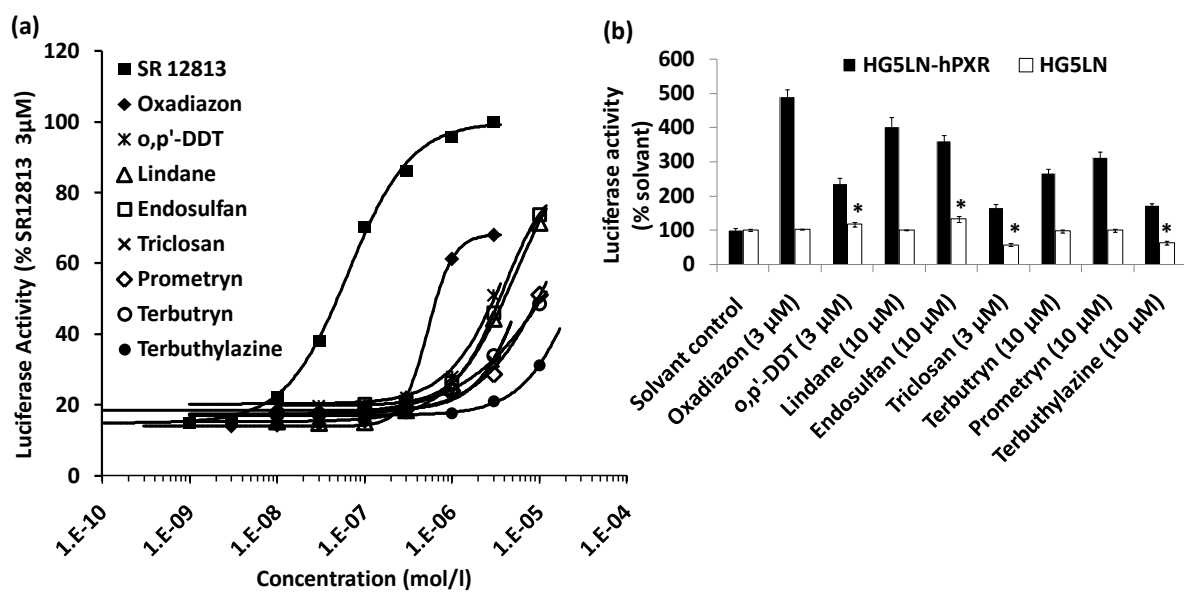 (a)
120
100
80
60
40
20
0
Luciferase Activity (% SR12813 3µM)
SR 12813
Oxadiazon
o,p'-DDT
Lindane
Endosulfan
Triclosan
Prometryn
Terbutryn
Terbuthylazine
1.E-10
1.E-09
1.E-08
1.E-07
1.E-06
1.E-05
1.E-04
Concentration (mol/l)
(b)
600
500
400
300
200
100
0
Luciferase activity
(% solvant)
HG5LN-hPXR
HG5LN
*
*
*
*
Solvant control
Oxadiazon (3 µM)
o,p'-DDT (3 µM)
Lindane (10 µM)
Endosulfan (10 µM)
Triclosan (3 µM)
Terbutryn (10 µM)
Prometryn (10 µM)
Terbuthylazine (10 µM)